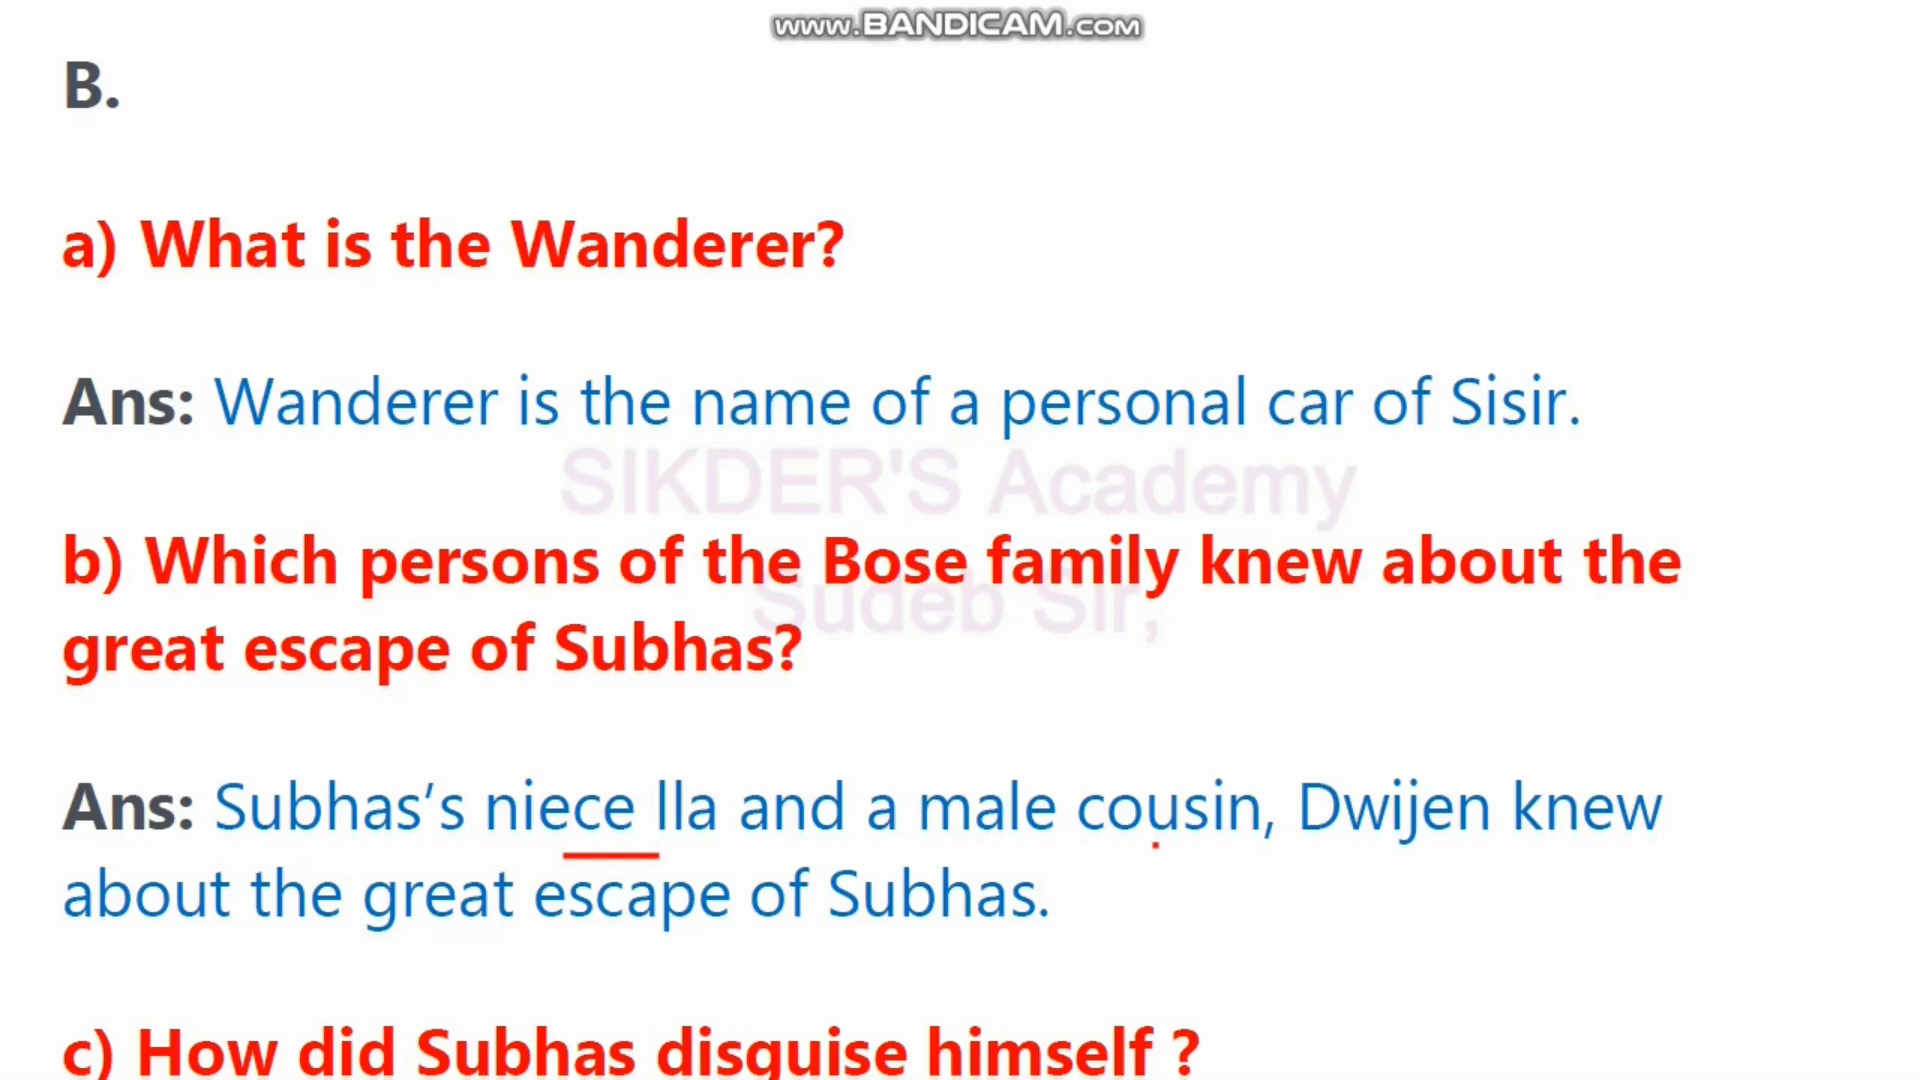 www.BANDICAM.com
B.
a) What is the Wanderer?
Ans: Wanderer is the name of a personal car of Sisir.
SIKDER'S Academy
b) Which persons of the Bose family knew about the
Sudeb Sir,
great escape of Subhas?
Ans: Subhas's niece lla and a male cousin, Dwijen knew
about the great escape of Subhas.
c) How did Subhas disguise himself ?